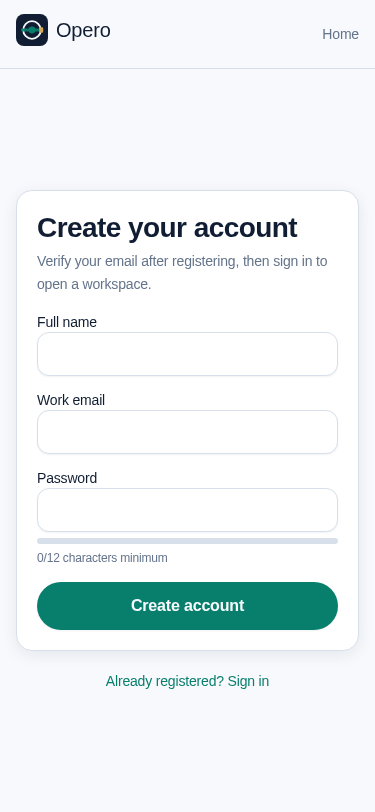 Opero
Home
Create your account
Verify your email after registering, then sign in to
open a workspace.
Full name
Work email
Password
0/12 characters minimum
Create account
Already registered? Sign in